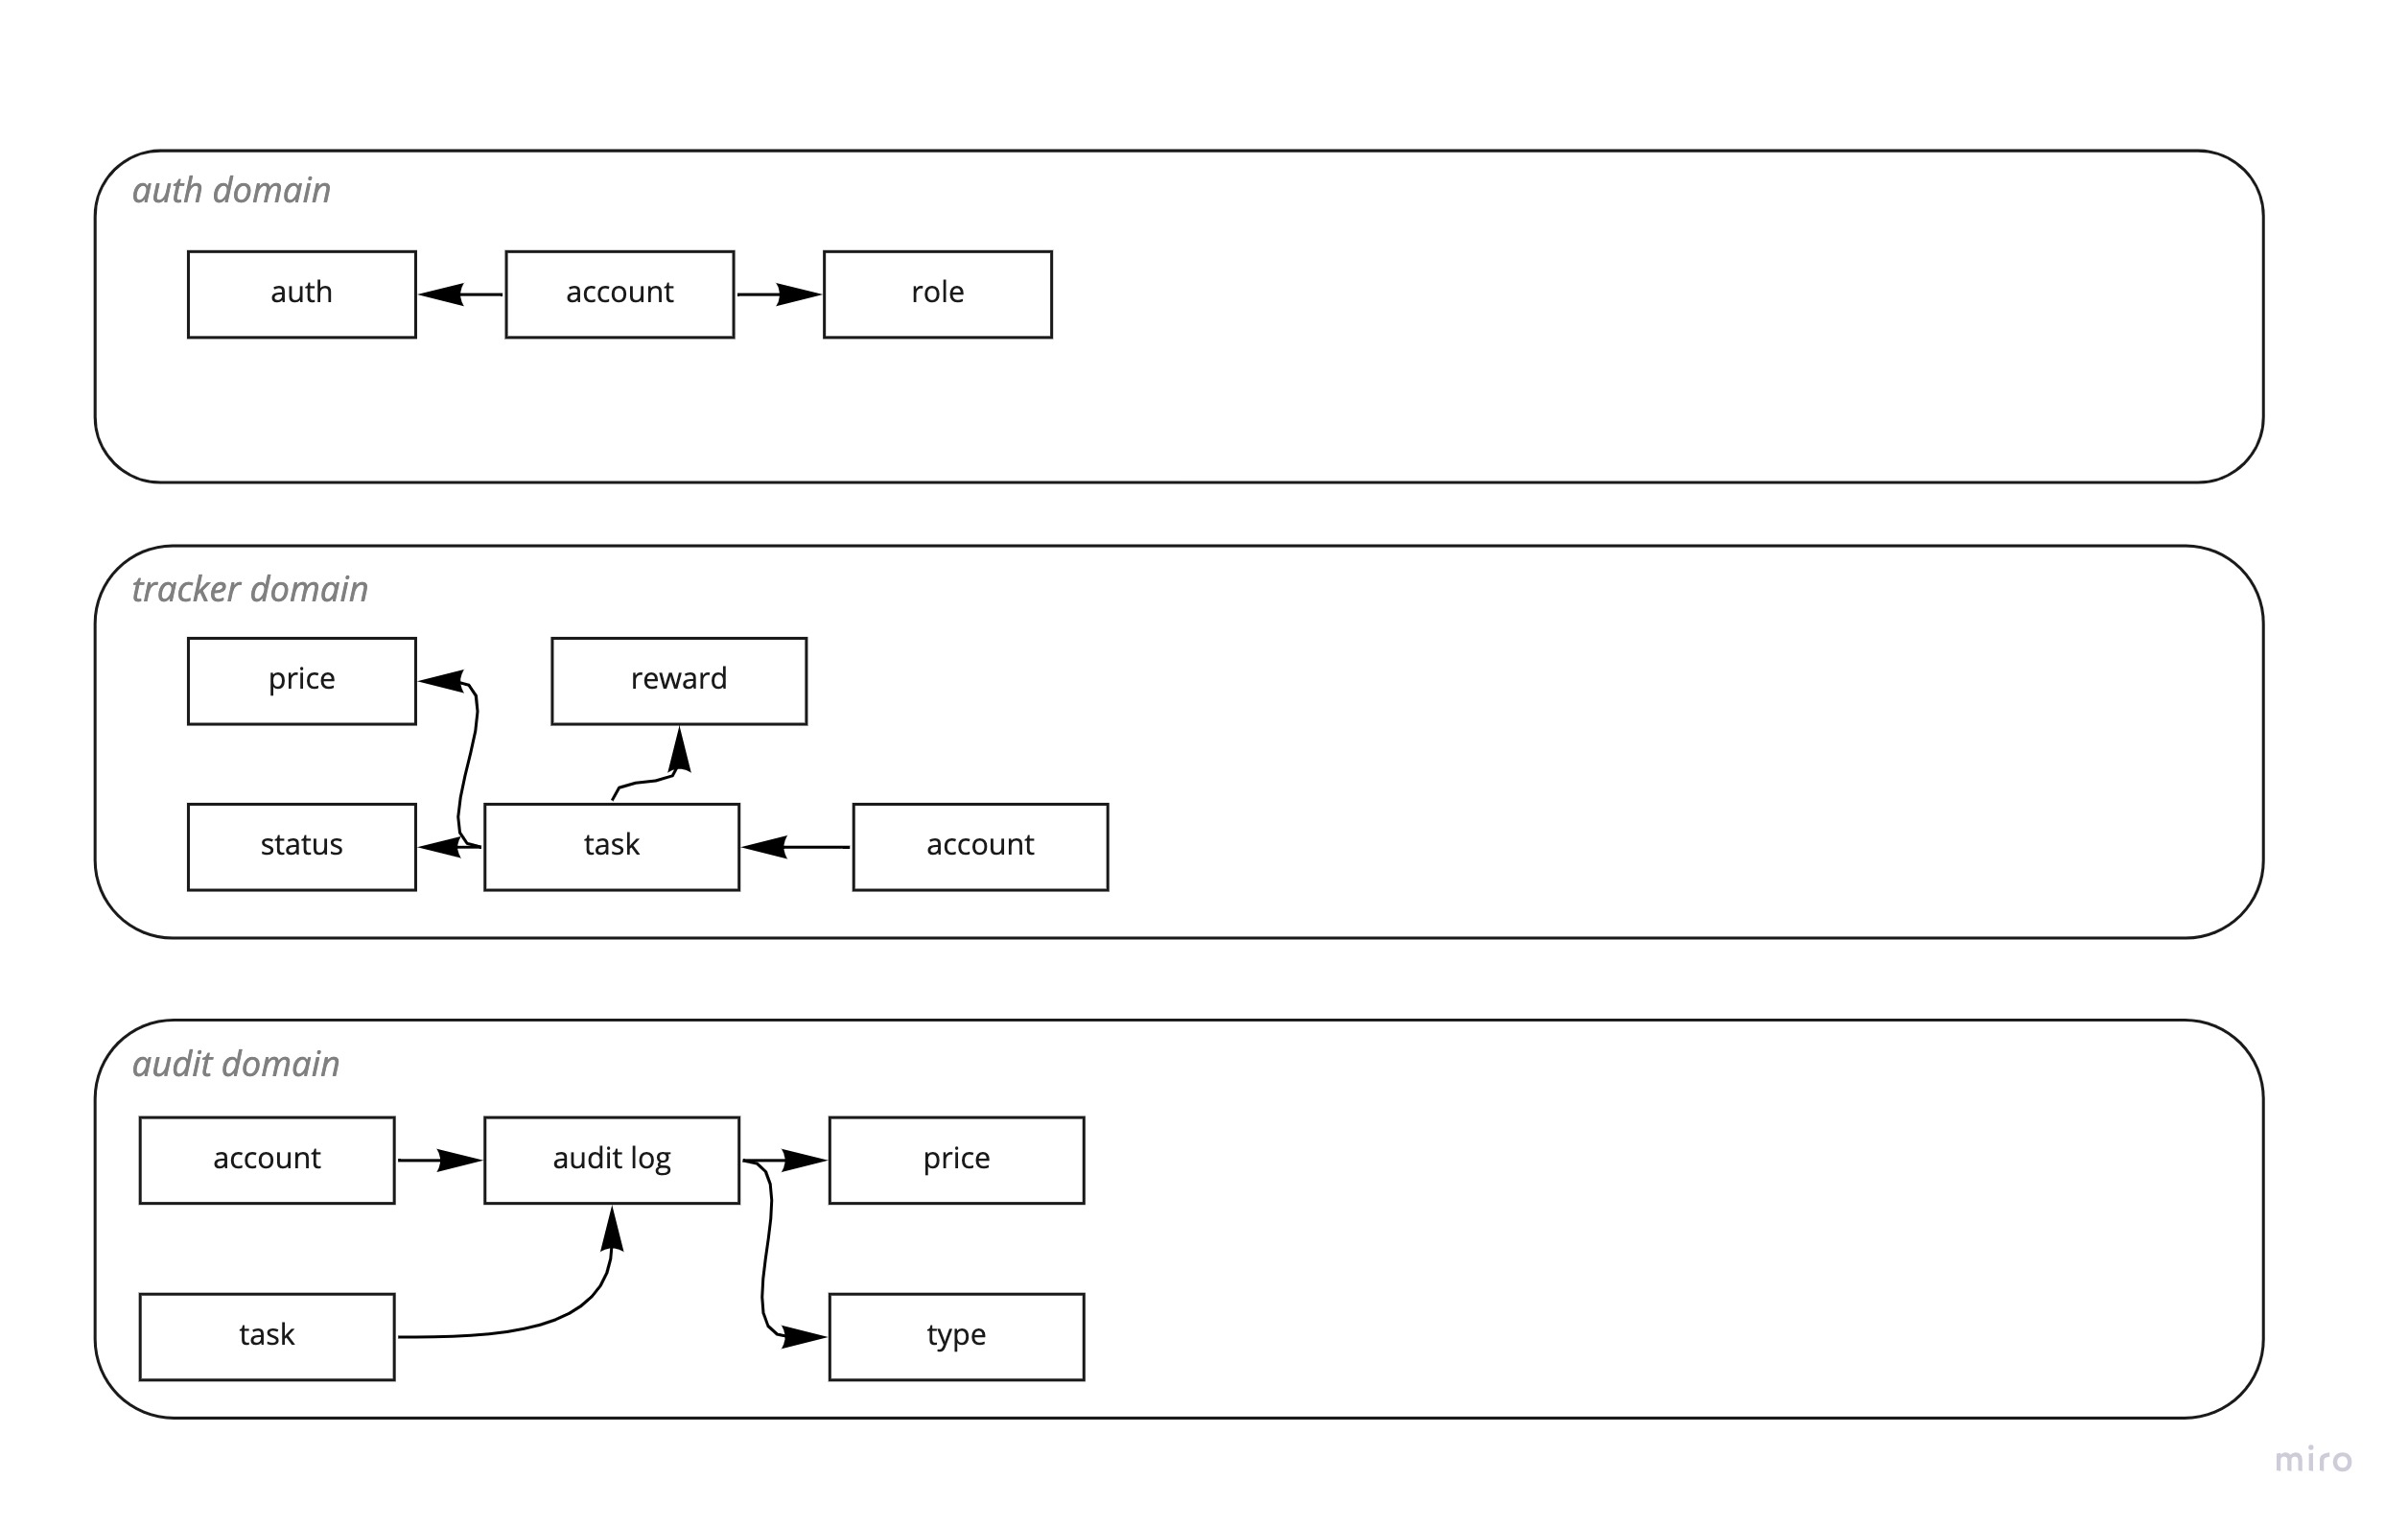 auth domain
auth
account
role
tracker domain
price
reward
status
task
account
audit domain
account
audit log
price
task
type
miro